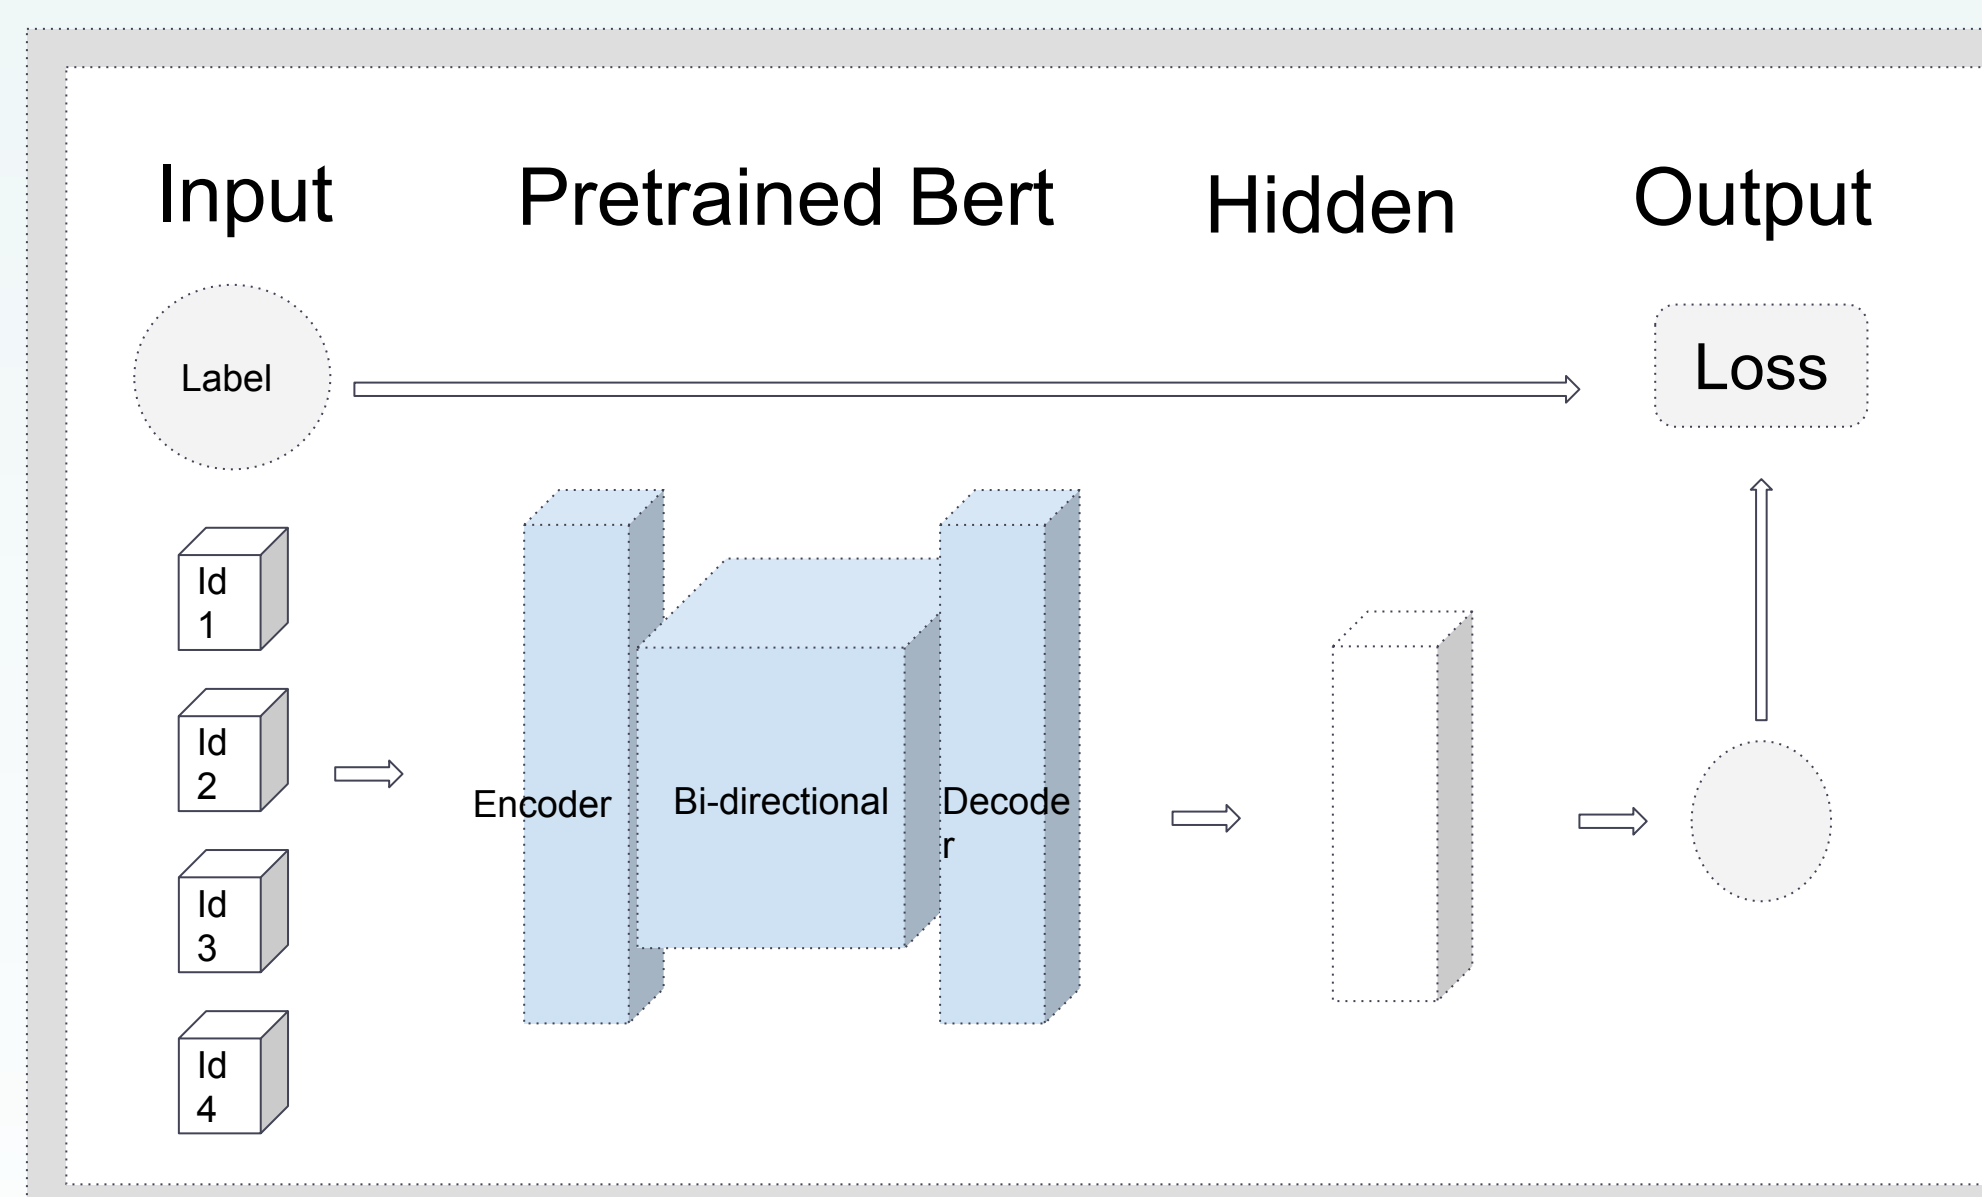 Input
Pretrained Bert
Hidden
Output
Label
Loss
Id
1
Id
2
Id
3
Id
4
Encoder
Bi-directional
Decode
r